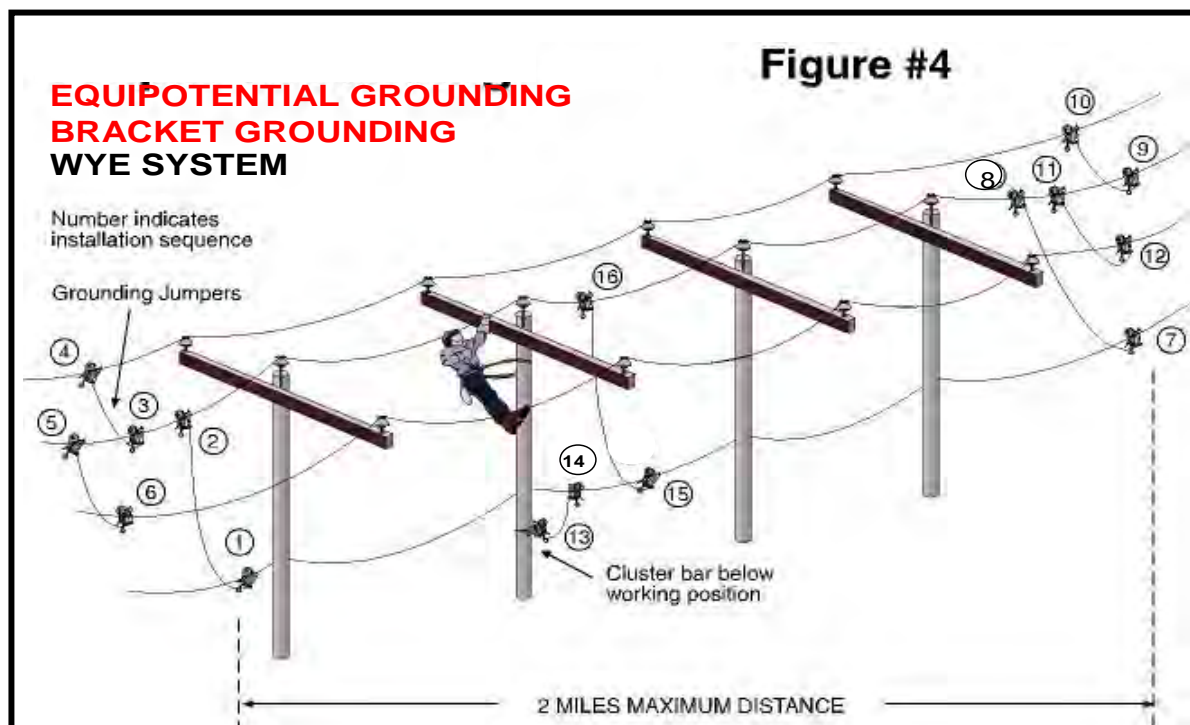 Figure #4
EQUIPOTENTIAL GROUNDING
BRACKET GROUNDING
WYE SYSTEM
Number indicates
installation sequence
Grounding Jumpers
10
9
8
11
12
7
16
4
3
5
2
6
1
14
15
13
Cluster bar below
working position
2 MILES MAXIMUM DISTANCE